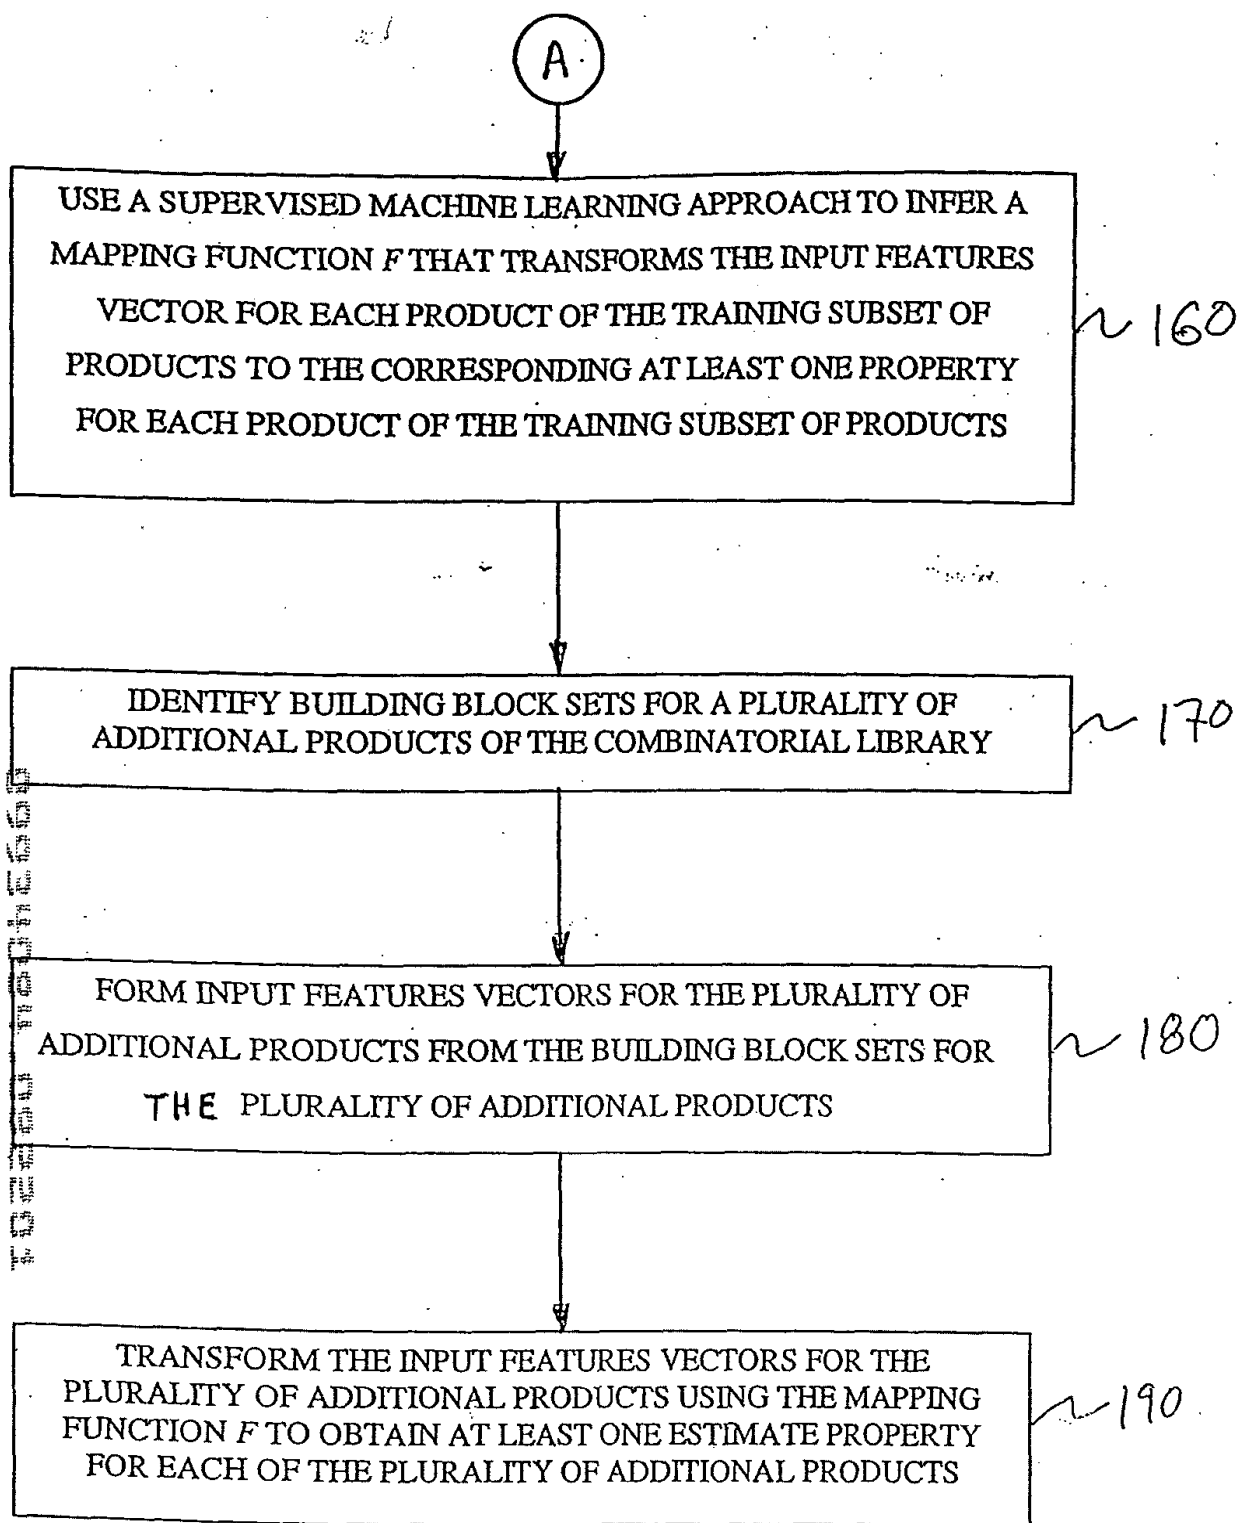 A
USE A SUPERVISED MACHINE LEARNING APPROACH TO INFER A
MAPPING FUNCTION F THAT TRANSFORMS THE INPUT FEATURES
VECTOR FOR EACH PRODUCT OF THE TRAINING SUBSET OF
PRODUCTS TO THE CORRESPONDING AT LEAST ONE PROPERTY
FOR EACH PRODUCT OF THE TRAINING SUBSET OF PRODUCTS
160
IDENTIFY BUILDING BLOCK SETS FOR A PLURALITY OF
ADDITIONAL PRODUCTS OF THE COMBINATORIAL LIBRARY
170
FORM INPUT FEATURES VECTORS FOR THE PLURALITY OF
ADDITIONAL PRODUCTS FROM THE BUILDING BLOCK SETS FOR
THE PLURALITY OF ADDITIONAL PRODUCTS
180
TRANSFORM THE INPUT FEATURES VECTORS FOR THE
PLURALITY OF ADDITIONAL PRODUCTS USING THE MAPPING
FUNCTION F TO OBTAIN AT LEAST ONE ESTIMATE PROPERTY
FOR EACH OF THE PLURALITY OF ADDITIONAL PRODUCTS
190